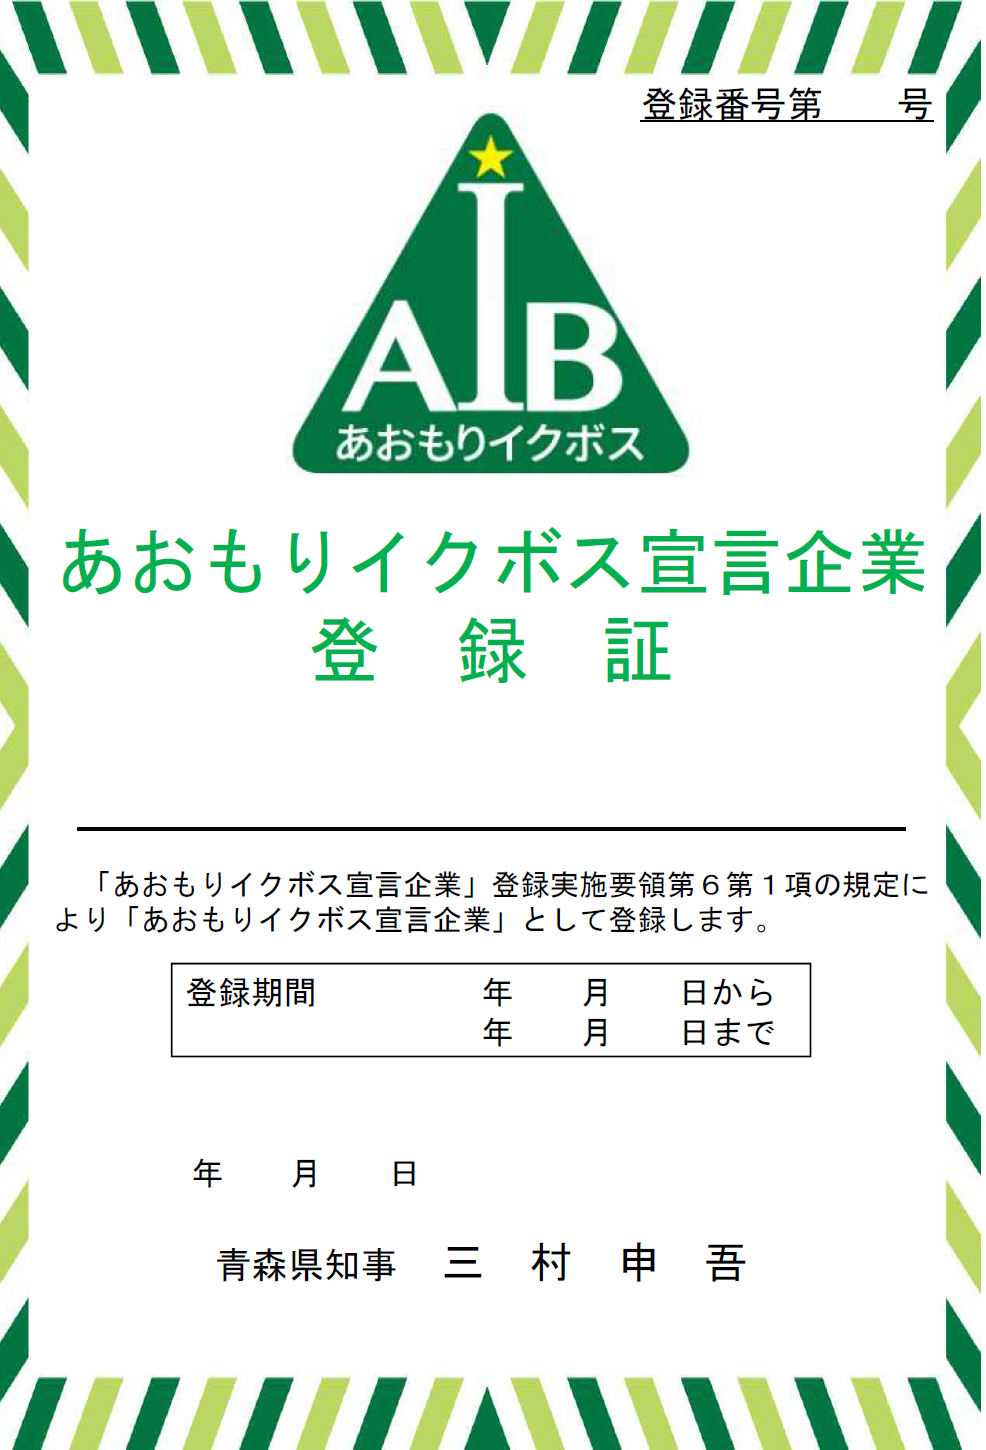 登録番号第　　号
AIB
あおもりイクボス
あおもりイクボス宣言企業
登　録　証
「あおもりイクボス宣言企業」登録実施要領第６第１項の規定に
より「あおもりイクボス宣言企業」として登録します。
登録期間　　　　　年　　月　　日から
年　　月　　日まで
年　　月　　日
青森県知事　三　村　申　吾